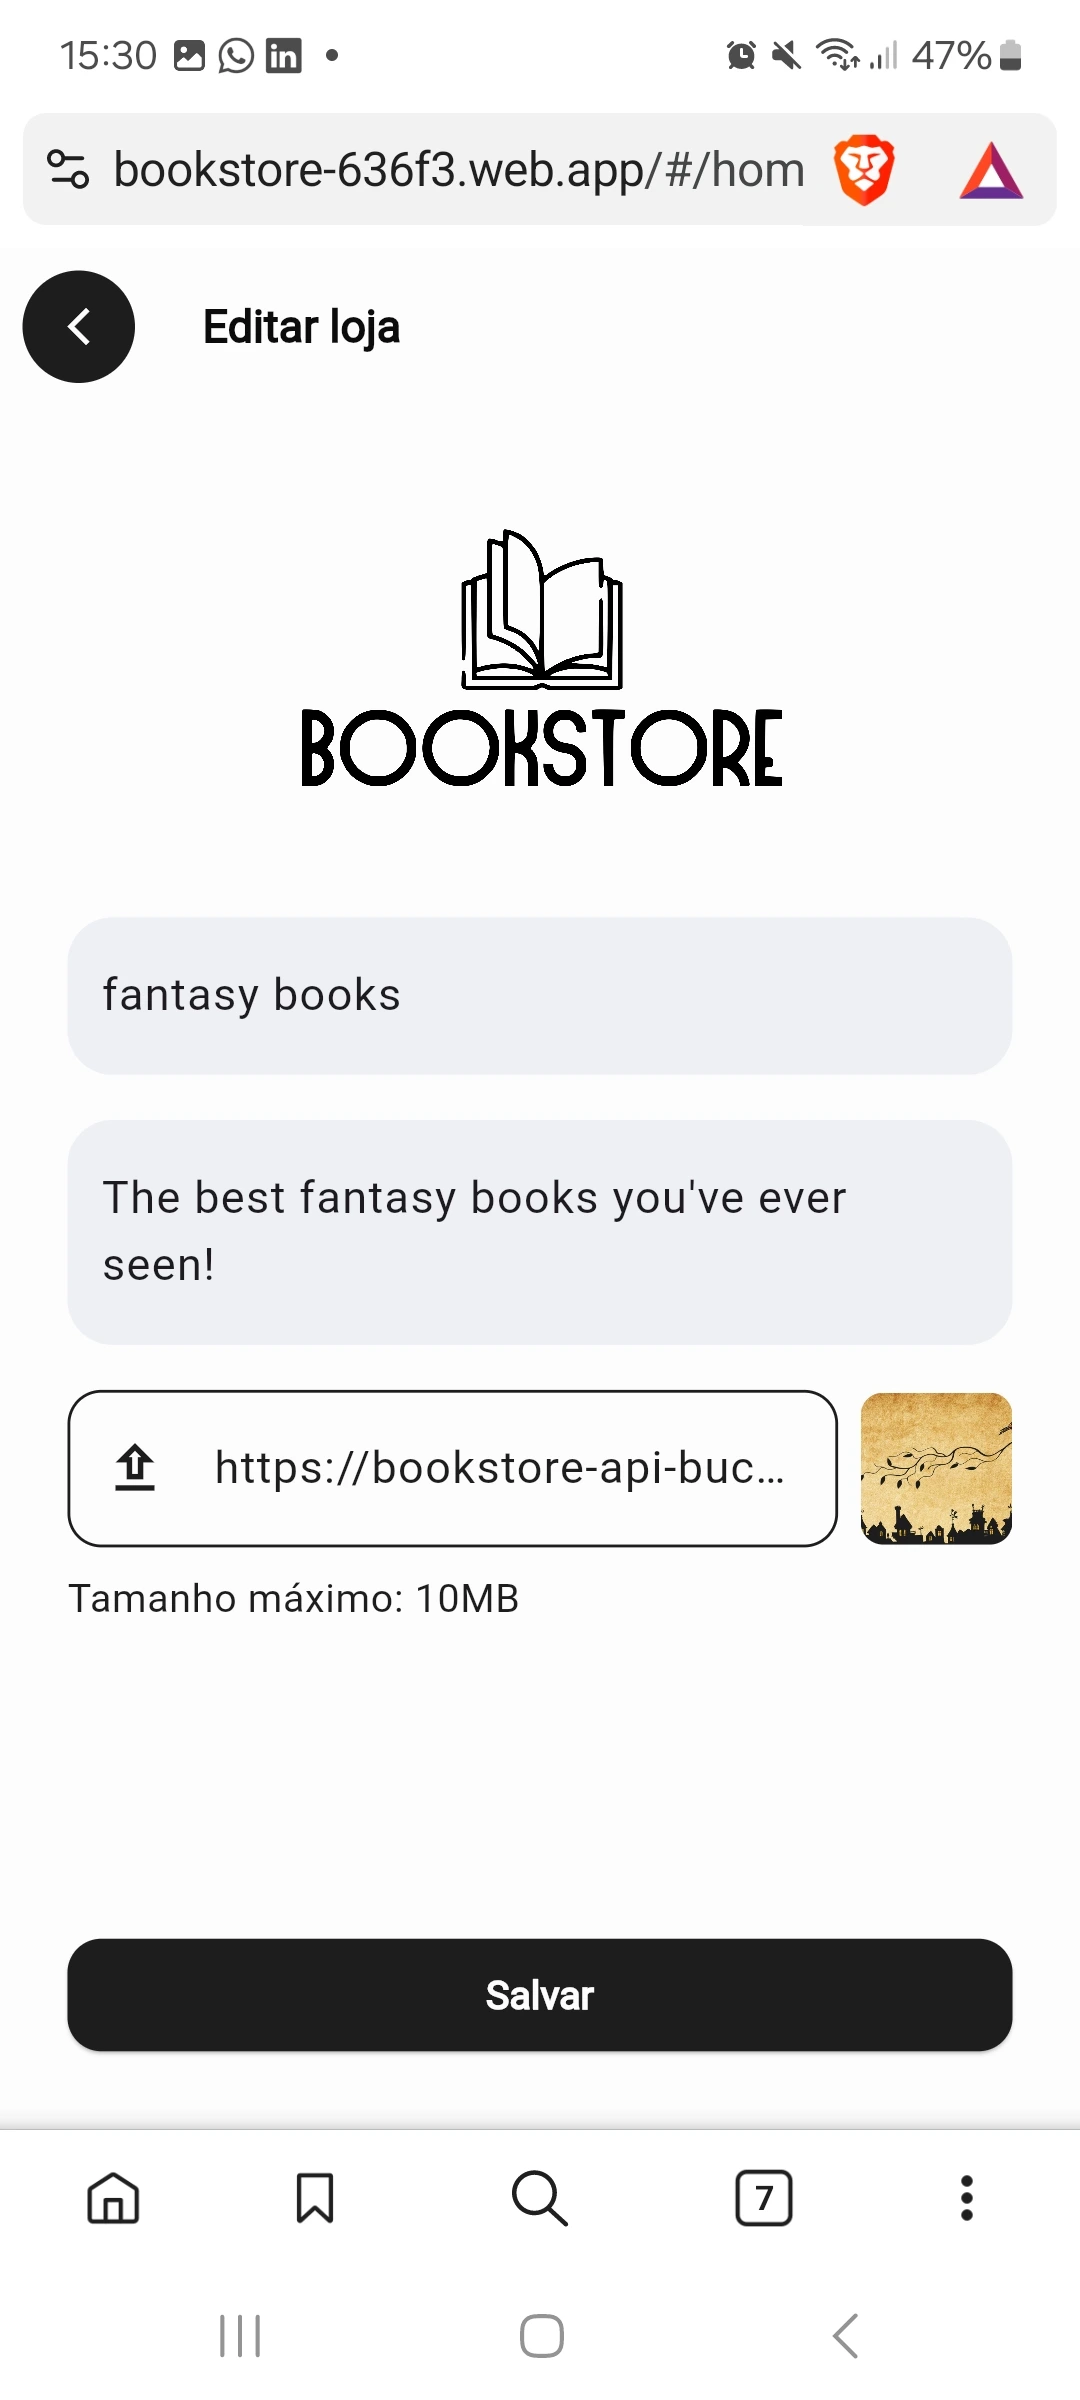 15:30
47%
bookstore-636f3.web.app/#/hom
Editar loja
BOOKSTORE
fantasy books
The best fantasy books you've ever
seen!
https://bookstore-api-buc...
Tamanho máximo: 10MB
Salvar
7